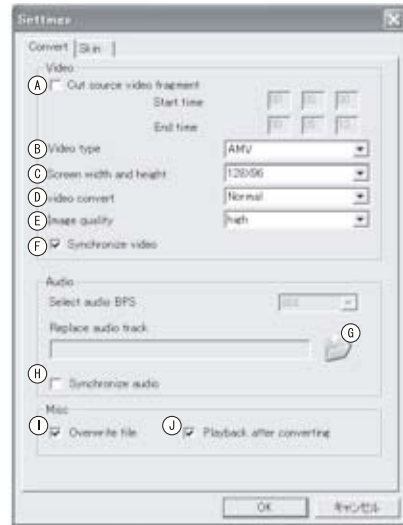 Settings
Convert Skin
Video
Ⓐ Cut source video fragment
Start time
End time
Ⓑ Video type AMV
Ⓒ Screen width and height 128X96
Ⓓ video convert Normal
Ⓔ Image quality high
Ⓕ Synchronize video
Audio
Select audio BPS
Replace audio track
Ⓖ
Ⓗ Synchronize audio
Misc
Ⓘ Overwrite file Ⓙ Playback after converting
OK キャンセル